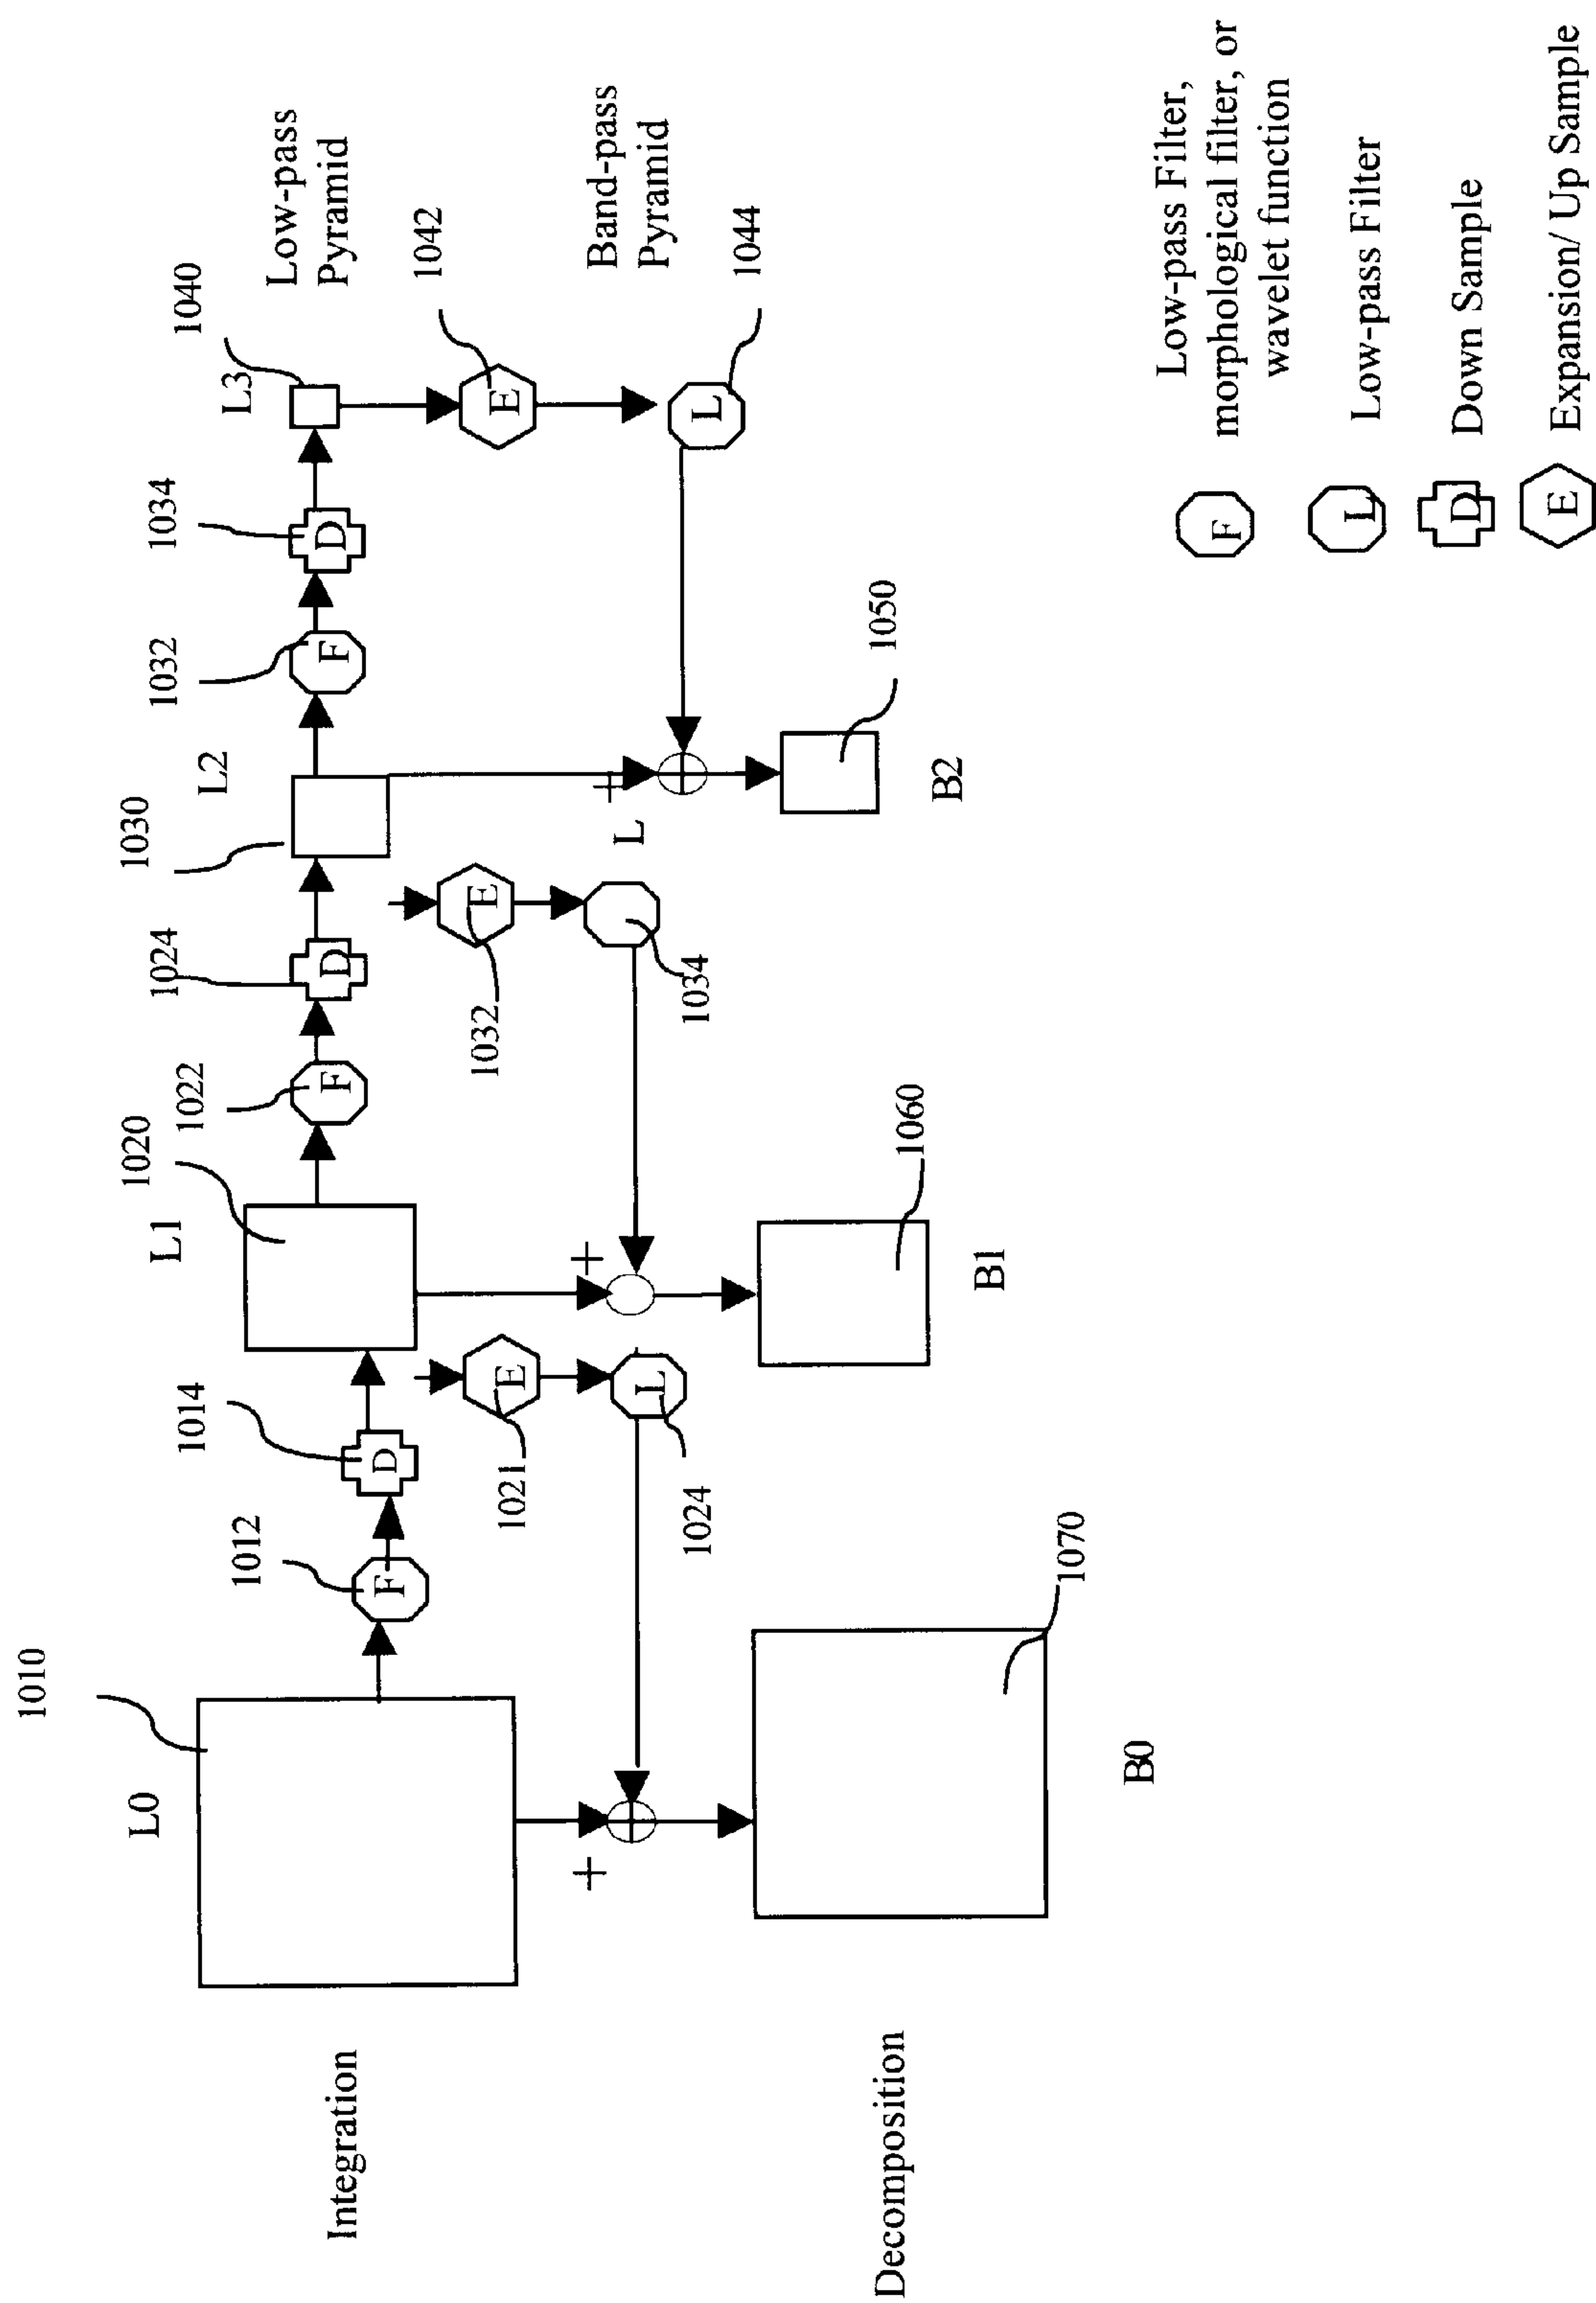 1010
L0
1012
1014
1020
L1
1022
1024
1030
L2
1032
1034
1040
L3
Low-pass
Pyramid
Integration
F
D
F
D
F
D
1021
E
1032
E
E
1042
Band-pass
Pyramid
+
1024
L
+
1034
+
L
L
1044
Decomposition
1070
B0
1060
B1
1050
B2
F
Low-pass Filter,
morphological filter, or
wavelet function
L
Low-pass Filter
D
Down Sample
E
Expansion/ Up Sample